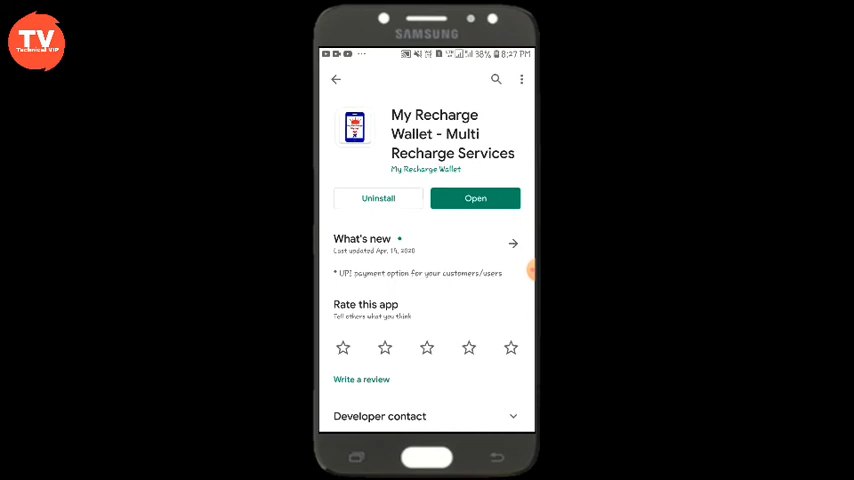 TV
Technical VIP
SAMSUNG
38% 8:27 PM
My Recharge
Wallet - Multi
Recharge Services
My Recharge Wallet
Uninstall
Open
What's new
Last updated Apr. 19, 2020
* UPI payment option for your customers/users
Rate this app
Tell others what you think
Write a review
Developer contact